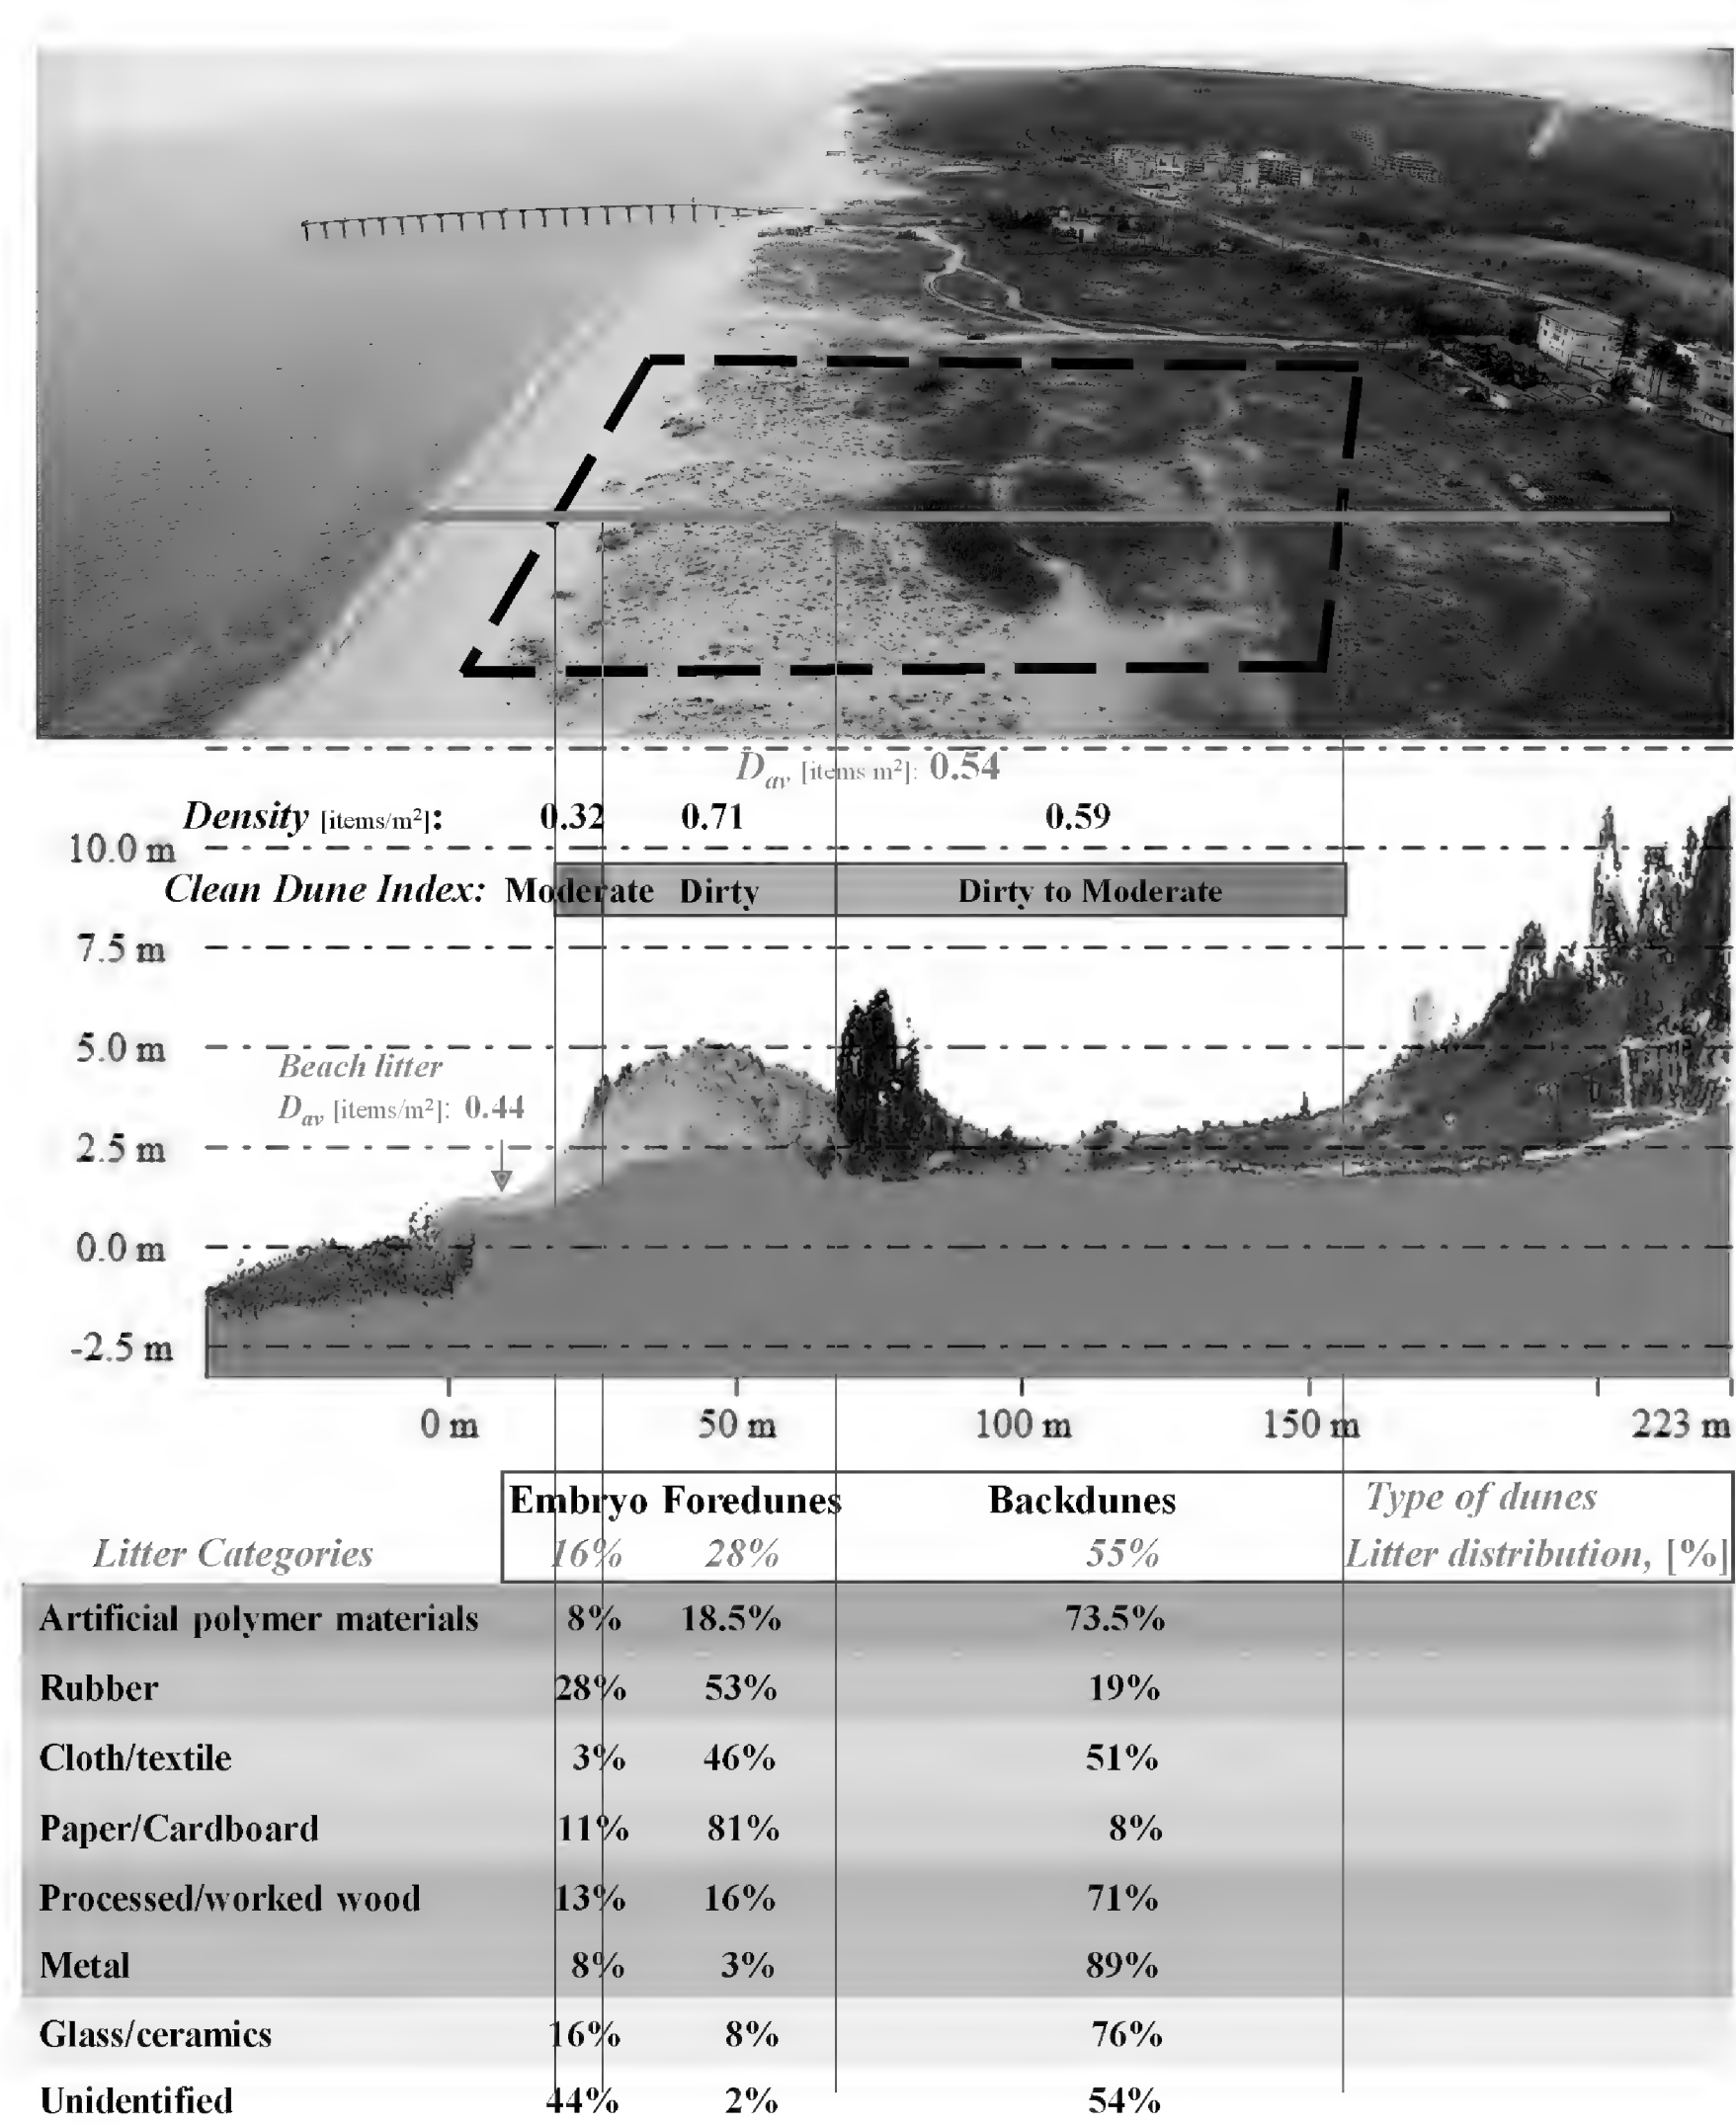 D_av [items m²]: 0.54
Density [items/m²]: 0.32 0.71 0.59
10.0 m
Clean Dune Index: Moderate Dirty Dirty to Moderate
7.5 m
5.0 m
Beach litter
D_av [items/m²]: 0.44
2.5 m
0.0 m
-2.5 m
0 m 50 m 100 m 150 m 223 m
Embryo Foredunes Backdunes Type of dunes
Litter Categories 16% 28% 55% Litter distribution, [%]
Artificial polymer materials 8% 18.5% 73.5%
Rubber 28% 53% 19%
Cloth/textile 3% 46% 51%
Paper/Cardboard 11% 81% 8%
Processed/worked wood 13% 16% 71%
Metal 8% 3% 89%
Glass/ceramics 16% 8% 76%
Unidentified 44% 2% 54%